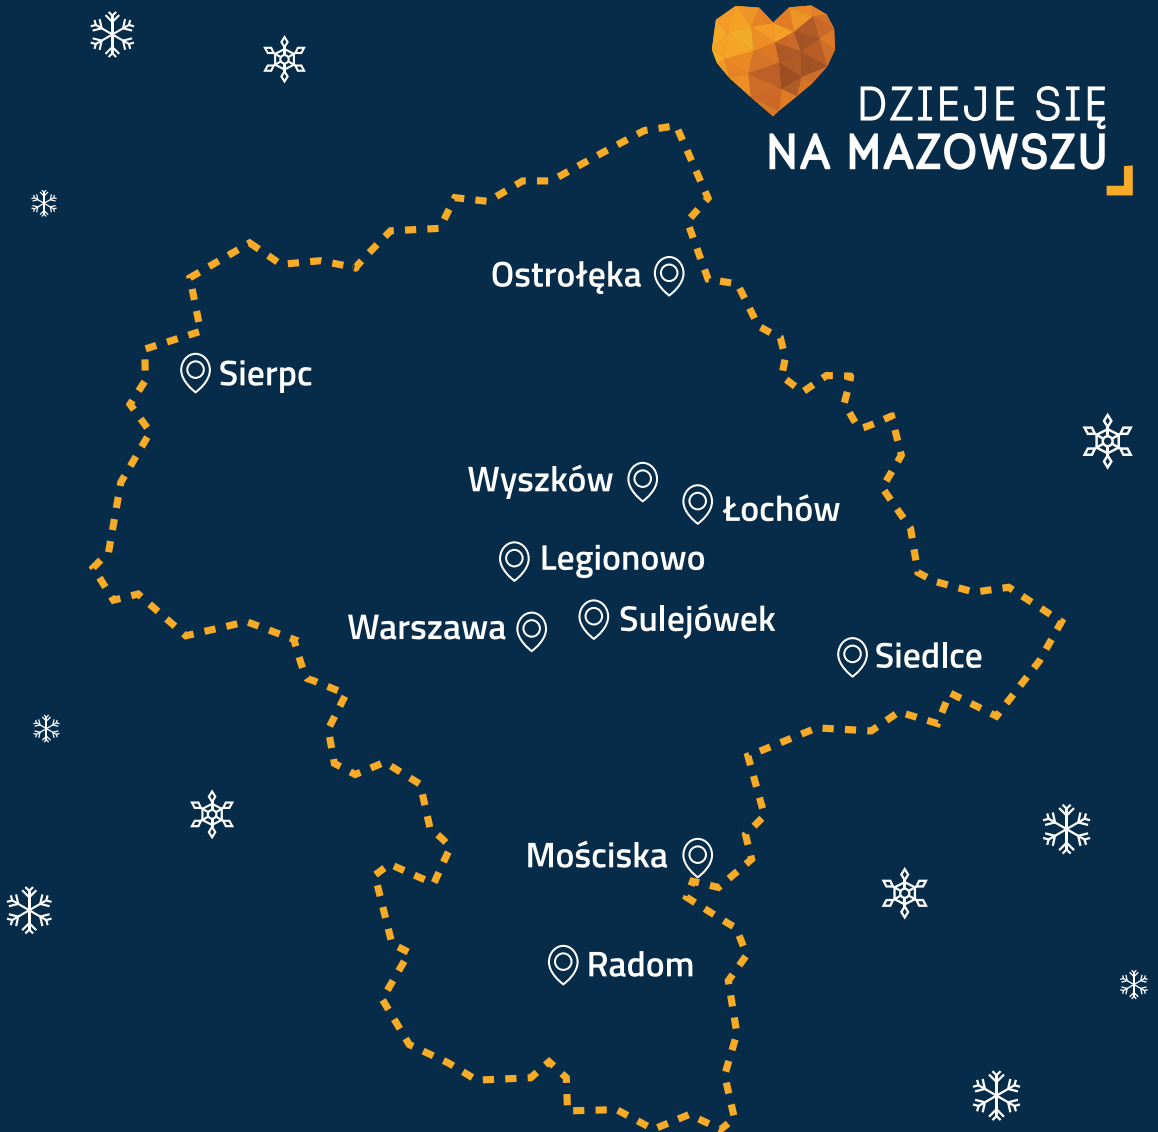 DZIEJE SIĘ
NA MAZOWSZU
Ostrołęka
Sierpc
Wyszków
Łochów
Legionowo
Warszawa
Sulejówek
Siedlce
Mościska
Radom